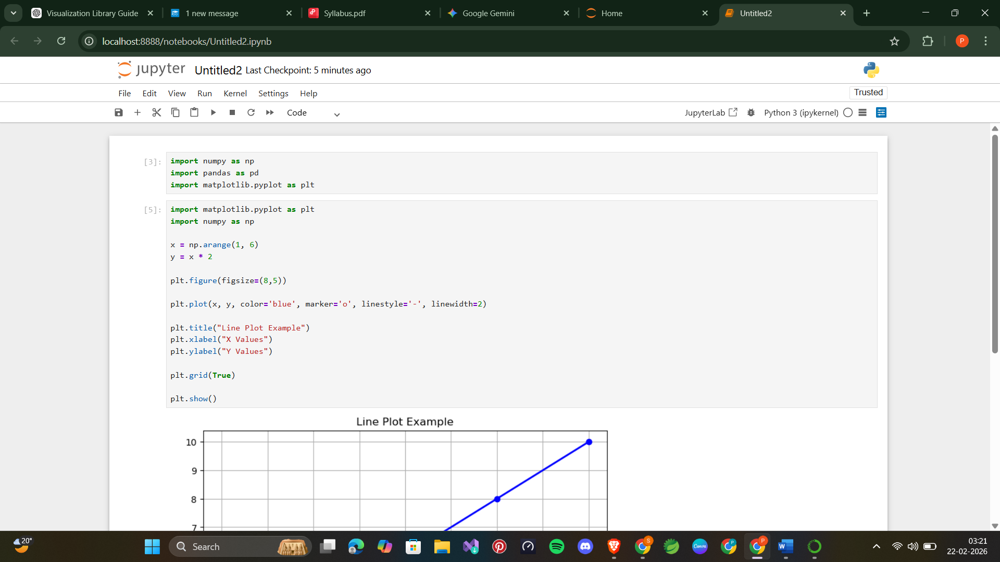 Visualization Library Guide
1 new message
Syllabus.pdf
Google Gemini
Home
Untitled2
localhost:8888/notebooks/Untitled2.ipynb
P
jupyter Untitled2 Last Checkpoint: 5 minutes ago
File Edit View Run Kernel Settings Help
Trusted
Code
JupyterLab
Python 3 (ipykernel)
[3]:
import numpy as np
import pandas as pd
import matplotlib.pyplot as plt
[5]:
import matplotlib.pyplot as plt
import numpy as np
x = np.arange(1, 6)
y = x * 2
plt.figure(figsize=(8,5))
plt.plot(x, y, color='blue', marker='o', linestyle='-', linewidth=2)
plt.title("Line Plot Example")
plt.xlabel("X Values")
plt.ylabel("Y Values")
plt.grid(True)
plt.show()
Line Plot Example
10
9
8
7
20°
Search
Canva
S
P
P
W
03:21
22-02-2026